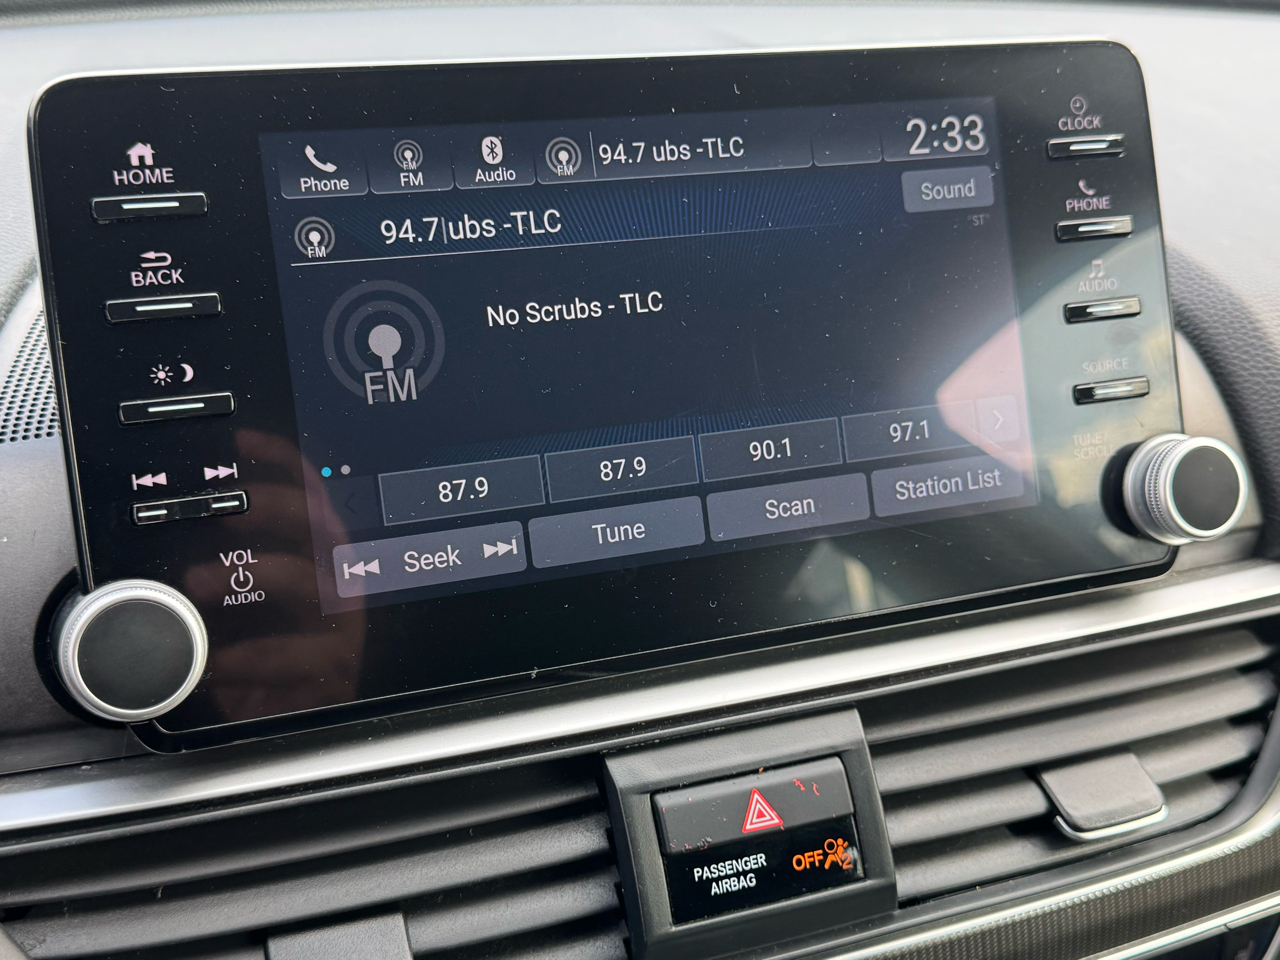 HOME
BACK
VOL
AUDIO
Phone
FM
FM
Audio
FM
94.7 ubs -TLC
2:33
Sound
FM
94.7 ubs -TLC
"ST"
No Scrubs - TLC
FM
87.9
87.9
90.1
97.1
Seek
Tune
Scan
Station List
CLOCK
PHONE
AUDIO
SOURCE
TUNE/
SCROLL
PASSENGER
AIRBAG
OFF
2